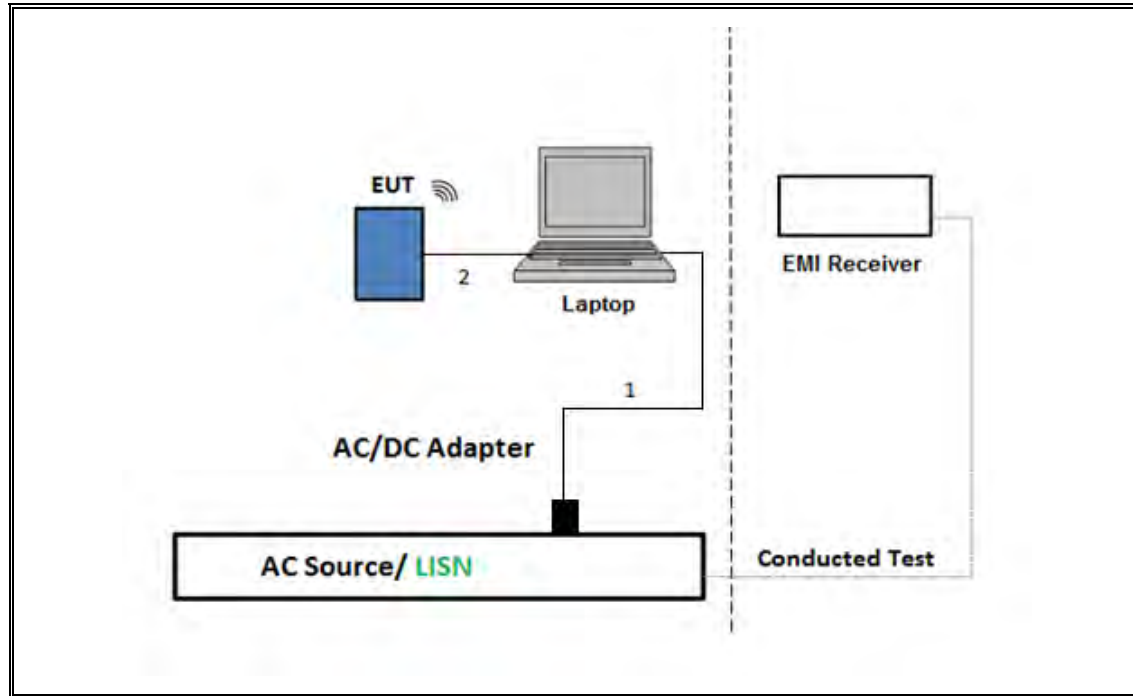 EUT
2
Laptop
EMI Receiver
1
AC/DC Adapter
AC Source/ LISN
Conducted Test